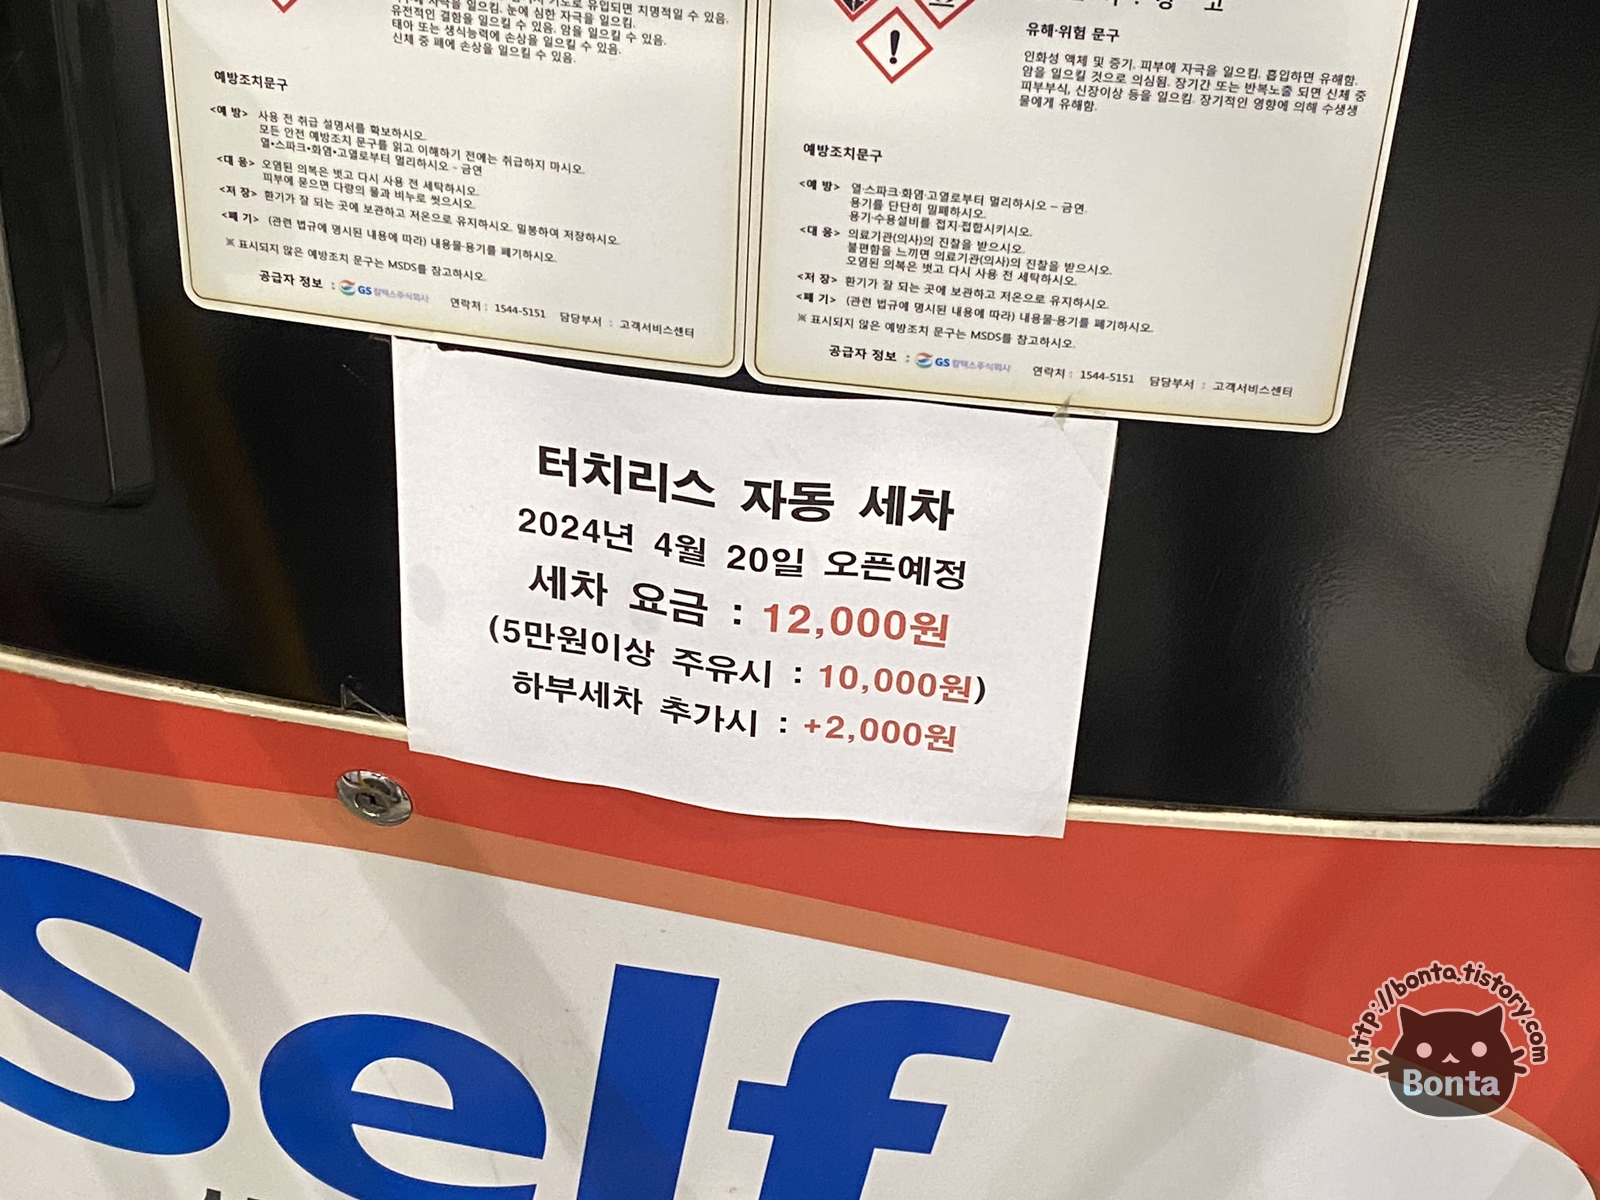 자극을 일으킴. 눈에 심한 자극을 일으킴.
유전적인 결함을 일으킬 수 있음. 암을 일으킬 수 있음.
태아 또는 생식능력에 손상을 일으킬 수 있음.
신체 중 폐에 손상을 일으킬 수 있음.
예방조치문구
<예 방> 사용 전 취급 설명서를 확보하시오.
모든 안전 예방조치 문구를 읽고 이해하기 전에는 취급하지 마시오.
열•스파크•화염•고열로부터 멀리하시오 - 금연
<대 응> 오염된 의복은 벗고 다시 사용 전 세탁하시오.
피부에 묻으면 다량의 물과 비누로 씻으시오.
<저 장> 환기가 잘 되는 곳에 보관하고 저온으로 유지하시오. 밀봉하여 저장하시오.
<폐 기> (관련 법규에 명시된 내용에 따라) 내용물·용기를 폐기하시오.
※ 표시되지 않은 예방조치 문구는 MSDS를 참고하시오.
공급자 정보 : GS칼텍스주식회사 연락처 : 1544-5151 담당부서 : 고객서비스센터
유해·위험 문구
인화성 액체 및 증기. 피부에 자극을 일으킴. 흡입하면 유해함.
암을 일으킬 것으로 의심됨. 장기간 또는 반복노출 되면 신체 중
피부부식, 신장이상 등을 일으킴. 장기적인 영향에 의해 수생생
물에게 유해함.
예방조치문구
<예 방> 열·스파크·화염·고열로부터 멀리하시오 – 금연.
용기를 단단히 밀폐하시오.
용기·수용설비를 접지·접합시키시오.
<대 응> 의료기관(의사)의 진찰을 받으시오.
불편함을 느끼면 의료기관(의사)의 진찰을 받으시오.
오염된 의복은 벗고 다시 사용 전 세탁하시오.
<저 장> 환기가 잘 되는 곳에 보관하고 저온으로 유지하시오.
<폐 기> (관련 법규에 명시된 내용에 따라) 내용물·용기를 폐기하시오.
※ 표시되지 않은 예방조치 문구는 MSDS를 참고하시오.
공급자 정보 : GS칼텍스주식회사 연락처 : 1544-5151 담당부서 : 고객서비스센터
터치리스 자동 세차
2024년 4월 20일 오픈예정
세차 요금 : 12,000원
(5만원이상 주유시 : 10,000원)
하부세차 추가시 : +2,000원
Self
http://bonta.tistory.com
Bonta